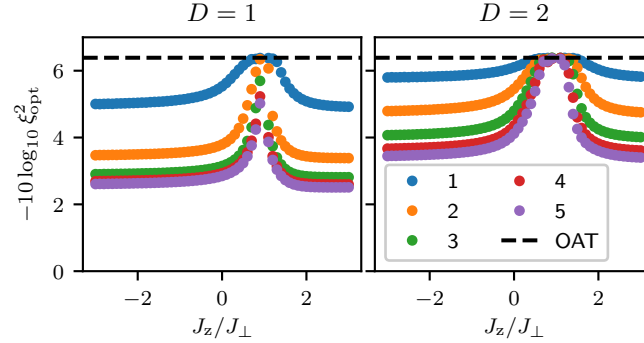 D = 1
D = 2
−10 log₁₀ ξ²opt
6
4
2
0
1
2
3
4
5
OAT
−2 0 2
−2 0 2
Jz/J⊥
Jz/J⊥